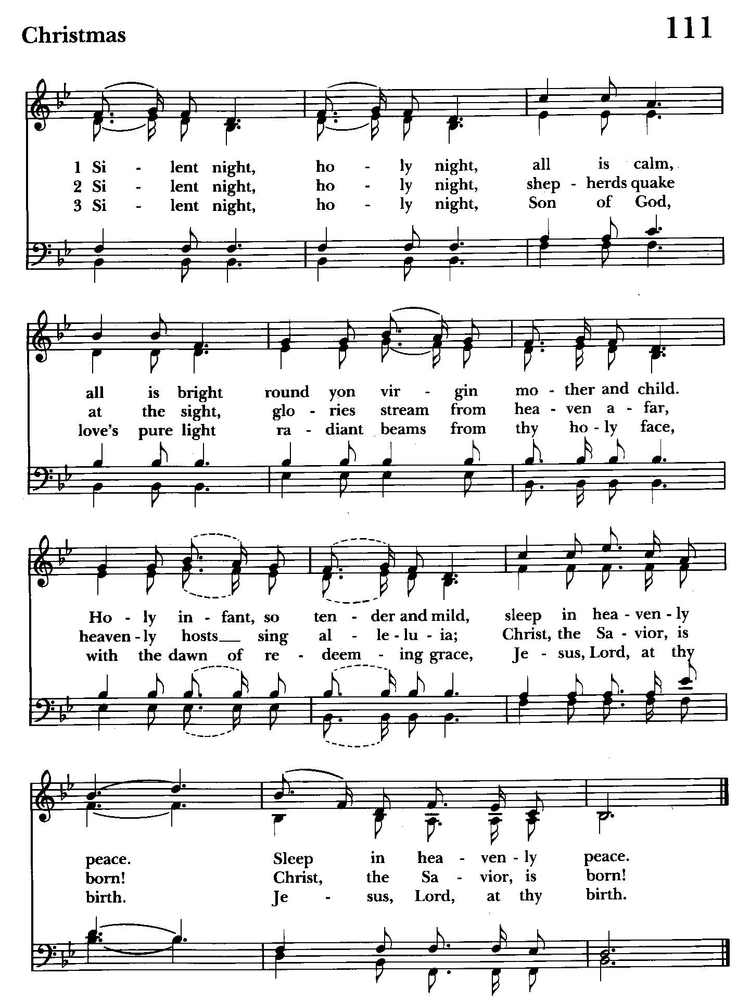 Christmas 111
1 Si - lent night, ho - ly night, all is calm,
2 Si - lent night, ho - ly night, shep - herds quake
3 Si - lent night, ho - ly night, Son of God,
all is bright round yon vir - gin mo - ther and child.
at the sight, glo - ries stream from hea - ven a - far,
love's pure light ra - diant beams from thy ho - ly face,
Ho - ly in - fant, so ten - der and mild, sleep in hea - ven - ly
heaven - ly hosts__ sing al - le - lu - ia; Christ, the Sa - vior, is
with the dawn of re - deem - ing grace, Je - sus, Lord, at thy
peace. Sleep in hea - ven - ly peace.
born! Christ, the Sa - vior, is born!
birth. Je - sus, Lord, at thy birth.